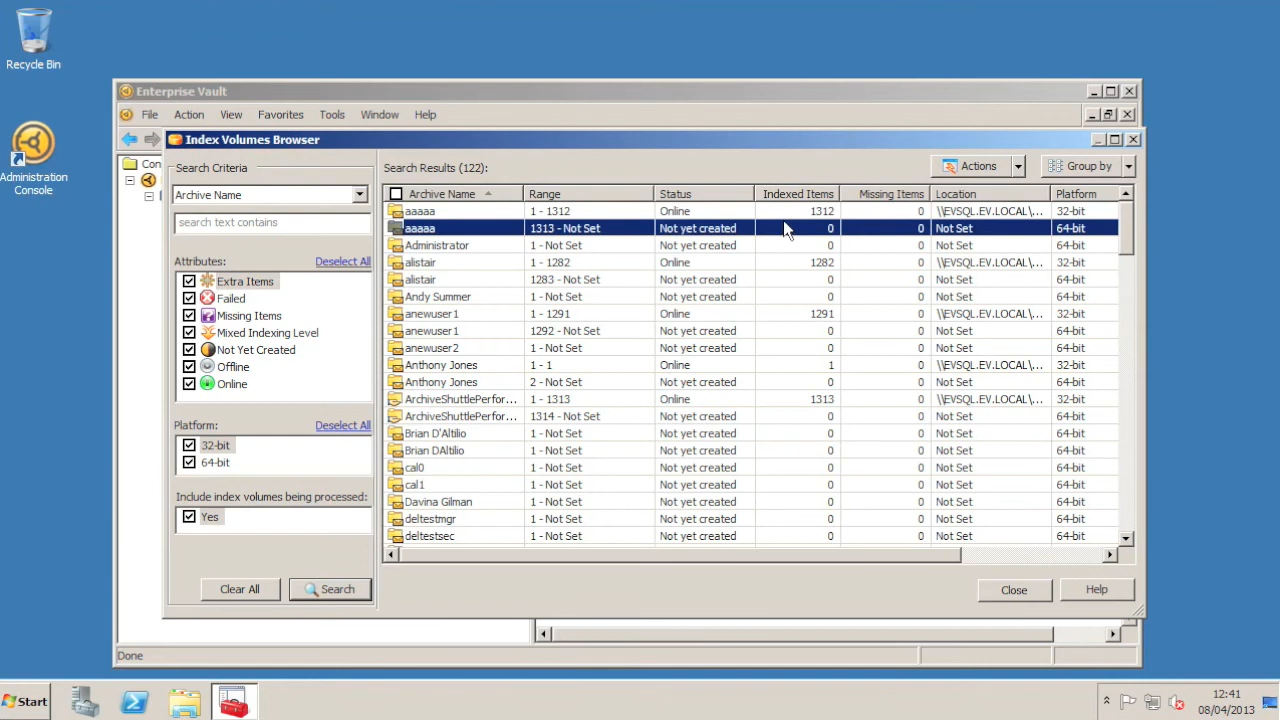 Recycle Bin
Administration
Console
Enterprise Vault
File Action View Favorites Tools Window Help
Con
Index Volumes Browser
Search Criteria
Archive Name
search text contains
Attributes: Deselect All
Extra Items
Failed
Missing Items
Mixed Indexing Level
Not Yet Created
Offline
Online
Platform: Deselect All
32-bit
64-bit
Include index volumes being processed:
Yes
Clear All Search
Search Results (122):
Actions Group by
Archive Name Range Status Indexed Items Missing Items Location Platform
aaaaa 1 - 1312 Online 1312 0 \\EVSQL.EV.LOCAL\... 32-bit
aaaaa 1313 - Not Set Not yet created 0 0 Not Set 64-bit
Administrator 1 - Not Set Not yet created 0 0 Not Set 64-bit
alistair 1 - 1282 Online 1282 0 \\EVSQL.EV.LOCAL\... 32-bit
alistair 1283 - Not Set Not yet created 0 0 Not Set 64-bit
Andy Summer 1 - Not Set Not yet created 0 0 Not Set 64-bit
anewuser1 1 - 1291 Online 1291 0 \\EVSQL.EV.LOCAL\... 32-bit
anewuser1 1292 - Not Set Not yet created 0 0 Not Set 64-bit
anewuser2 1 - Not Set Not yet created 0 0 Not Set 64-bit
Anthony Jones 1 - 1 Online 1 0 \\EVSQL.EV.LOCAL\... 32-bit
Anthony Jones 2 - Not Set Not yet created 0 0 Not Set 64-bit
ArchiveShuttlePerfor... 1 - 1313 Online 1313 0 \\EVSQL.EV.LOCAL\... 32-bit
ArchiveShuttlePerfor... 1314 - Not Set Not yet created 0 0 Not Set 64-bit
Brian D'Altilio 1 - Not Set Not yet created 0 0 Not Set 64-bit
Brian DAltilio 1 - Not Set Not yet created 0 0 Not Set 64-bit
cal0 1 - Not Set Not yet created 0 0 Not Set 64-bit
cal1 1 - Not Set Not yet created 0 0 Not Set 64-bit
Davina Gilman 1 - Not Set Not yet created 0 0 Not Set 64-bit
deltestmgr 1 - Not Set Not yet created 0 0 Not Set 64-bit
deltestsec 1 - Not Set Not yet created 0 0 Not Set 64-bit
Close Help
Done
Start
12:41
08/04/2013